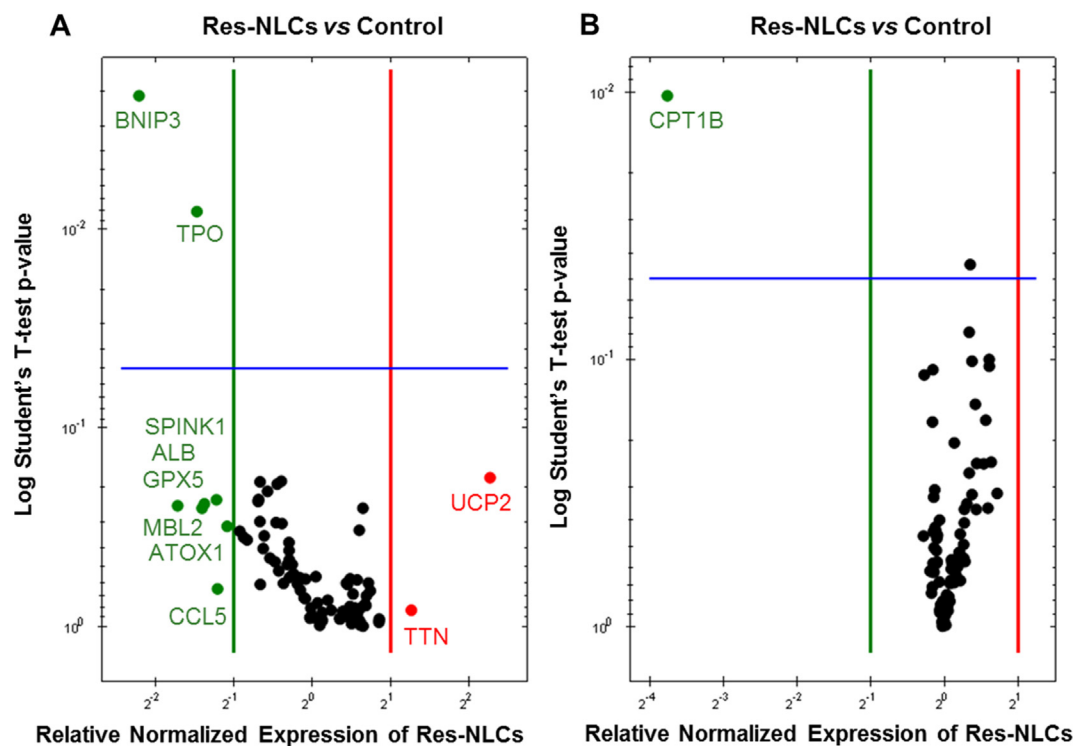 A
Res-NLCs vs Control
Log Student's T-test p-value
10⁻²
10⁻¹
10⁰
BNIP3
TPO
SPINK1
ALB
GPX5
MBL2
ATOX1
CCL5
UCP2
TTN
2⁻²
2⁻¹
2⁰
2¹
2²
Relative Normalized Expression of Res-NLCs
B
Res-NLCs vs Control
Log Student's T-test p-value
10⁻²
10⁻¹
10⁰
CPT1B
2⁻⁴
2⁻³
2⁻²
2⁻¹
2⁰
2¹
Relative Normalized Expression of Res-NLCs